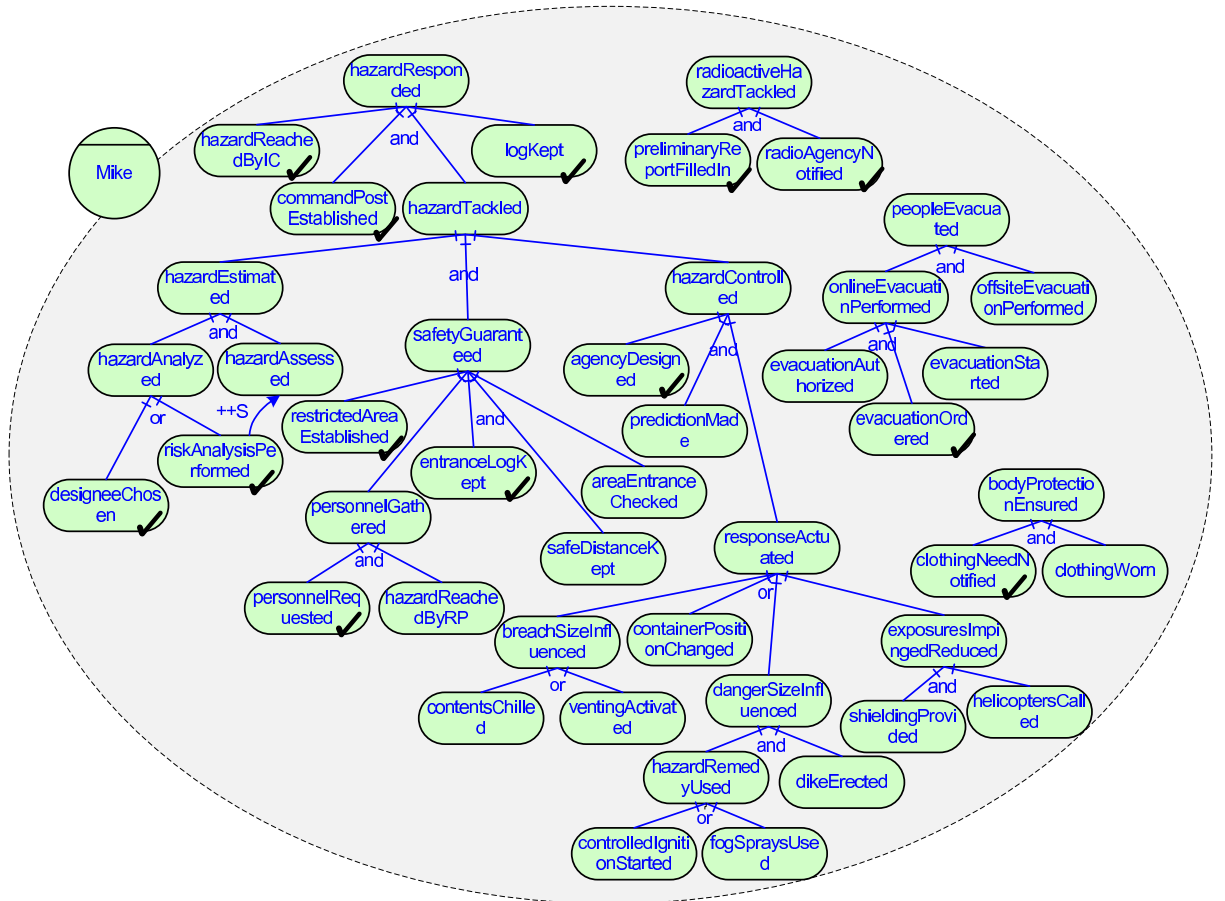 hazardRespon
ded
radioactiveHa
zardTackled
and
and
hazardReache
dByIC
logKept
preliminaryRe
portFilledIn
radioAgencyN
otified
Mike
commandPost
Established
hazardTackled
peopleEvacua
ted
and
and
hazardEstimat
ed
hazardControll
ed
onlineEvacuati
nPerformed
offsiteEvacuati
onPerformed
and
safetyGuarant
eed
and
and
hazardAnalyz
ed
hazardAssess
ed
agencyDesign
ed
evacuationAut
horized
evacuationSta
rted
++S
or
restrictedArea
Established
and
predictionMad
e
evacuationOrd
ered
riskAnalysisPe
rformed
entranceLogK
ept
areaEntrance
Checked
designeeChos
en
personnelGath
ered
bodyProtectio
nEnsured
and
safeDistanceK
ept
responseActu
ated
and
clothingNeedN
otified
clothingWorn
personnelReq
uested
hazardReache
dByRP
or
breachSizeInfl
uenced
containerPositi
onChanged
exposuresImpi
ngedReduced
or
dangerSizeInfl
uenced
and
contentsChille
d
ventingActivat
ed
shieldingProvi
ded
helicoptersCall
ed
and
hazardRemed
yUsed
dikeErected
or
controlledIgniti
onStarted
fogSpraysUse
d